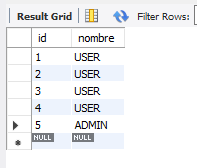 Result Grid Filter Rows:
id nombre
1 USER
2 USER
3 USER
4 USER
5 ADMIN
NULL NULL